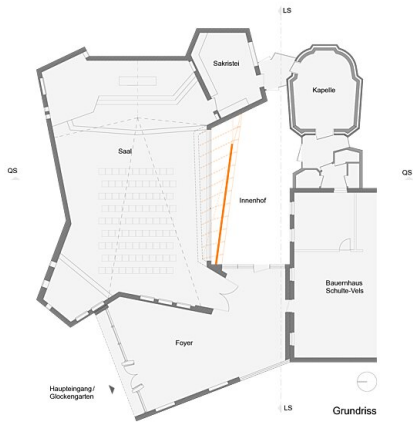 LS
Sakristei
Kapelle
Saal
QS
QS
Innenhof
Bauernhaus
Schulte-Vels
Foyer
Haupteingang/
Glockengarten
LS
Grundriss